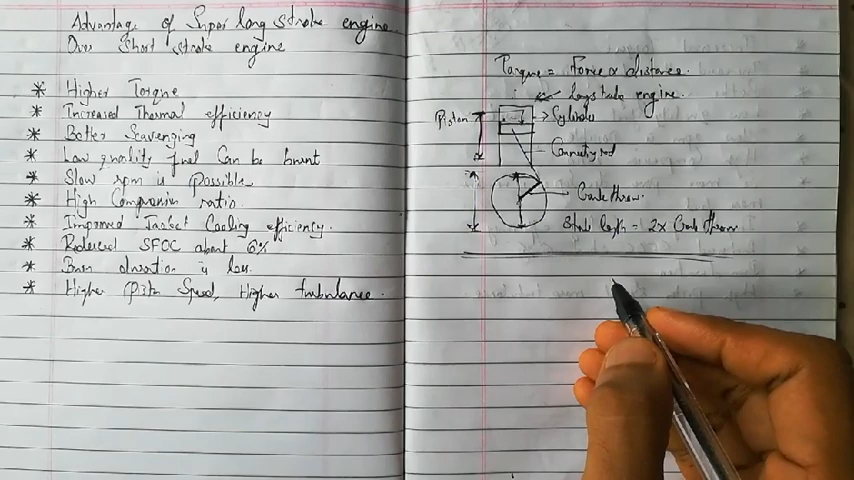 Advantage of Super long stroke engine
Over Short stroke engine
* Higher Torque
* Increased Thermal efficiency
* Better Scavenging
* Low quality fuel Can be burnt
* Slow rpm is possible
* High Compression ratio.
* Improved Jacket Cooling efficiency.
* Reduced SFOC about 6%
* Burn duration is less.
* Higher piston Speed, Higher turbulance.
Torque = Force x distance.
Long stroke engine.
Piston
Cylinder
Connecting rod
Crank throw.
Stroke length = 2x Crank throw